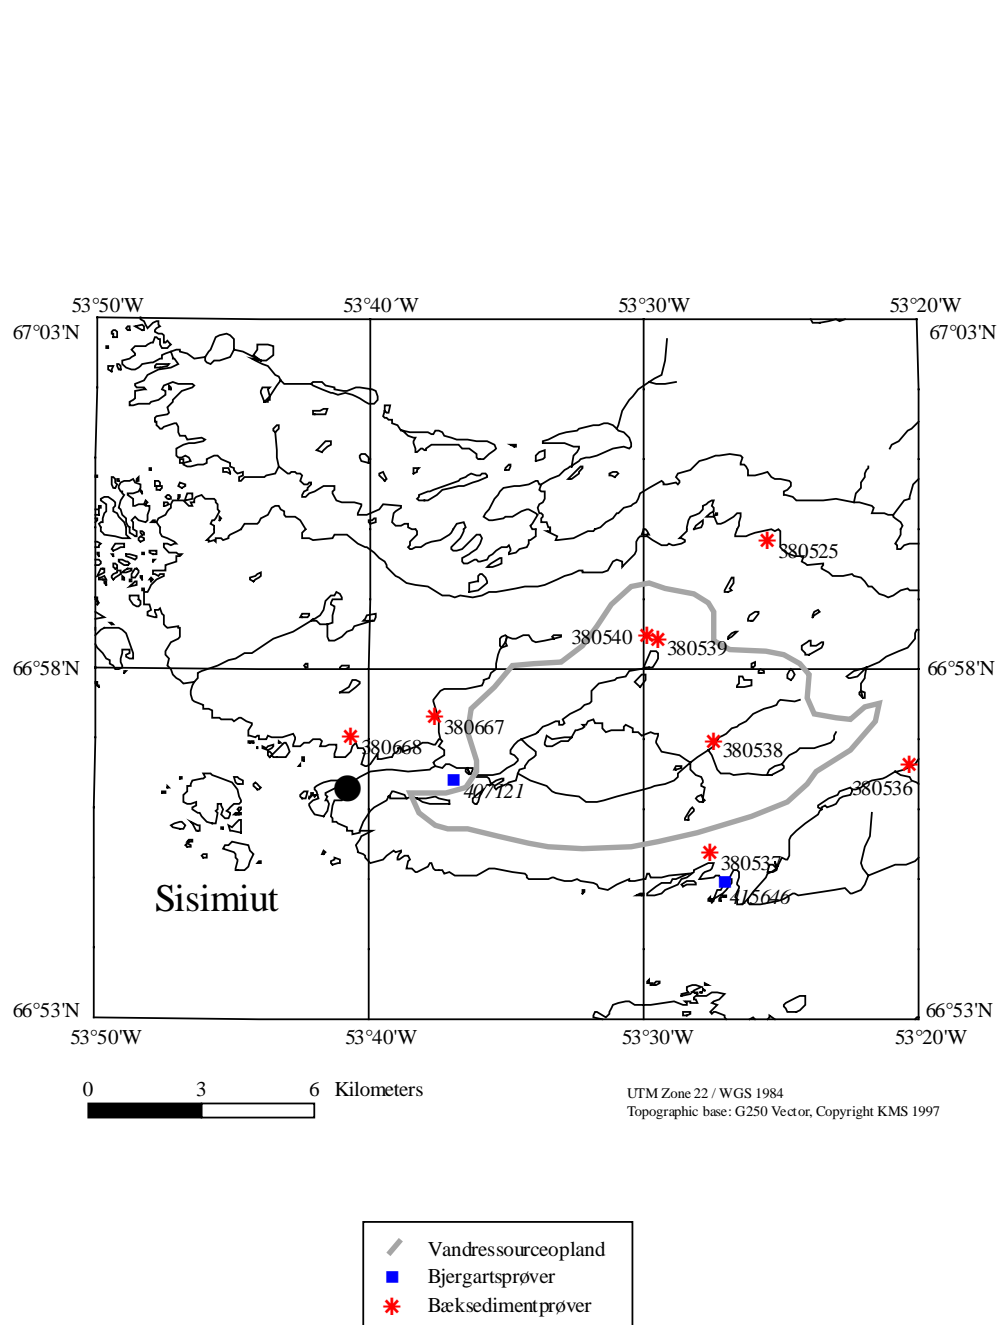 53°50'W 53°40´W 53°30'W 53°20'W
67°03'N 67°03'N
380525
380540 380539
66°58'N 66°58'N
380667
380668 380538
407121 380536
380537
415646
Sisimiut
66°53'N 66°53'N
53°50'W 53°40'W 53°30'W 53°20'W
0 3 6 Kilometers
UTM Zone 22 / WGS 1984
Topographic base: G250 Vector, Copyright KMS 1997
Vandressourceopland
Bjergartsprøver
Bæksedimentprøver